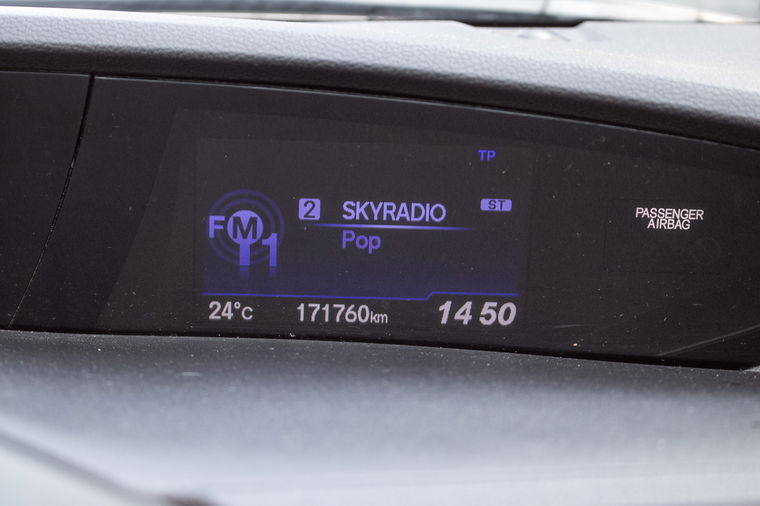 TP
FM1
2 SKYRADIO ST
Pop
24°C 171760km 14 50
PASSENGER
AIRBAG